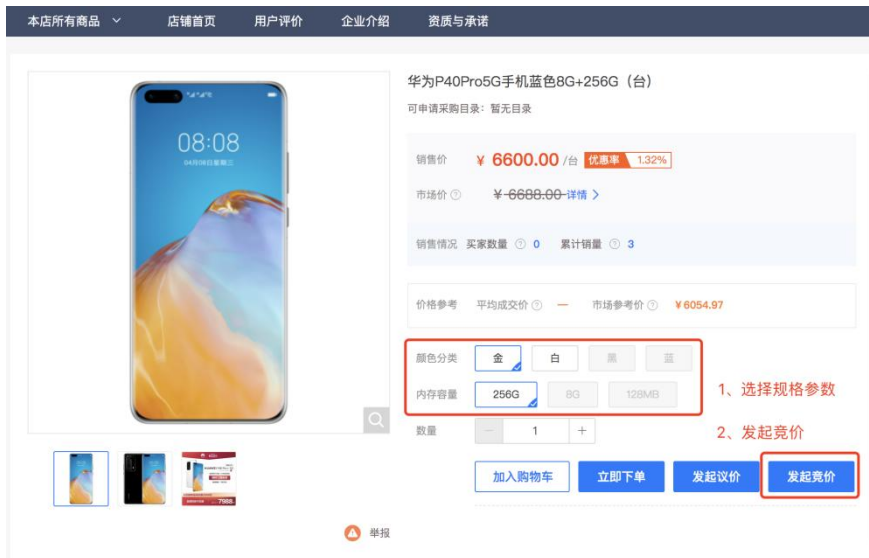 本店所有商品 店铺首页 用户评价 企业介绍 资质与承诺
华为P40Pro5G手机蓝色8G+256G（台）
可申请采购目录：暂无目录
08:08
销售价 ¥ 6600.00 /台 优惠率 1.32%
市场价 ¥ 6688.00 详情 >
销售情况 买家数量 0 累计销量 3
价格参考 平均成交价 — 市场参考价 ¥6054.97
颜色分类 金 白 黑 蓝
内存容量 256G 8G 128MB
1、选择规格参数
数量 － 1 ＋
2、发起竞价
加入购物车 立即下单 发起议价 发起竞价
7988
举报